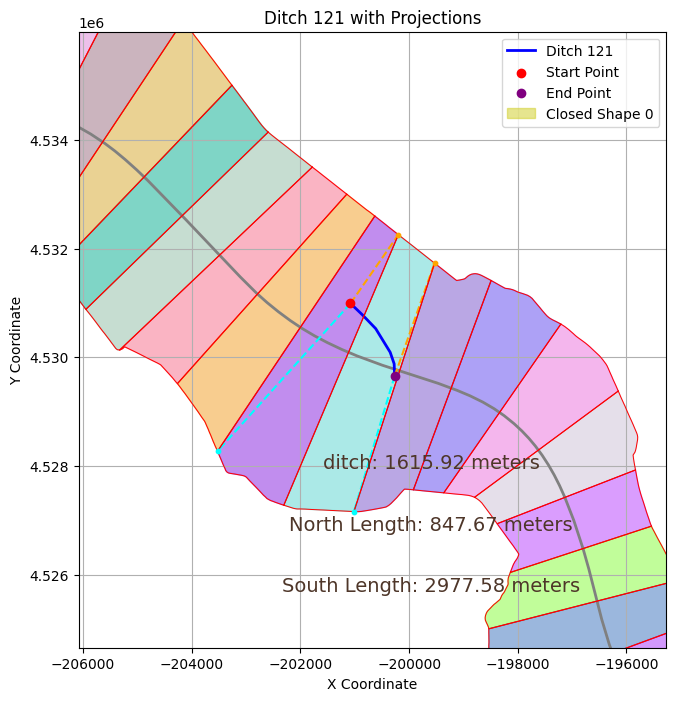 Ditch 121 with Projections
1e6
Ditch 121
Start Point
End Point
Closed Shape 0
4.534
4.532
4.530
4.528
4.526
Y Coordinate
ditch: 1615.92 meters
North Length: 847.67 meters
South Length: 2977.58 meters
−206000 −204000 −202000 −200000 −198000 −196000
X Coordinate